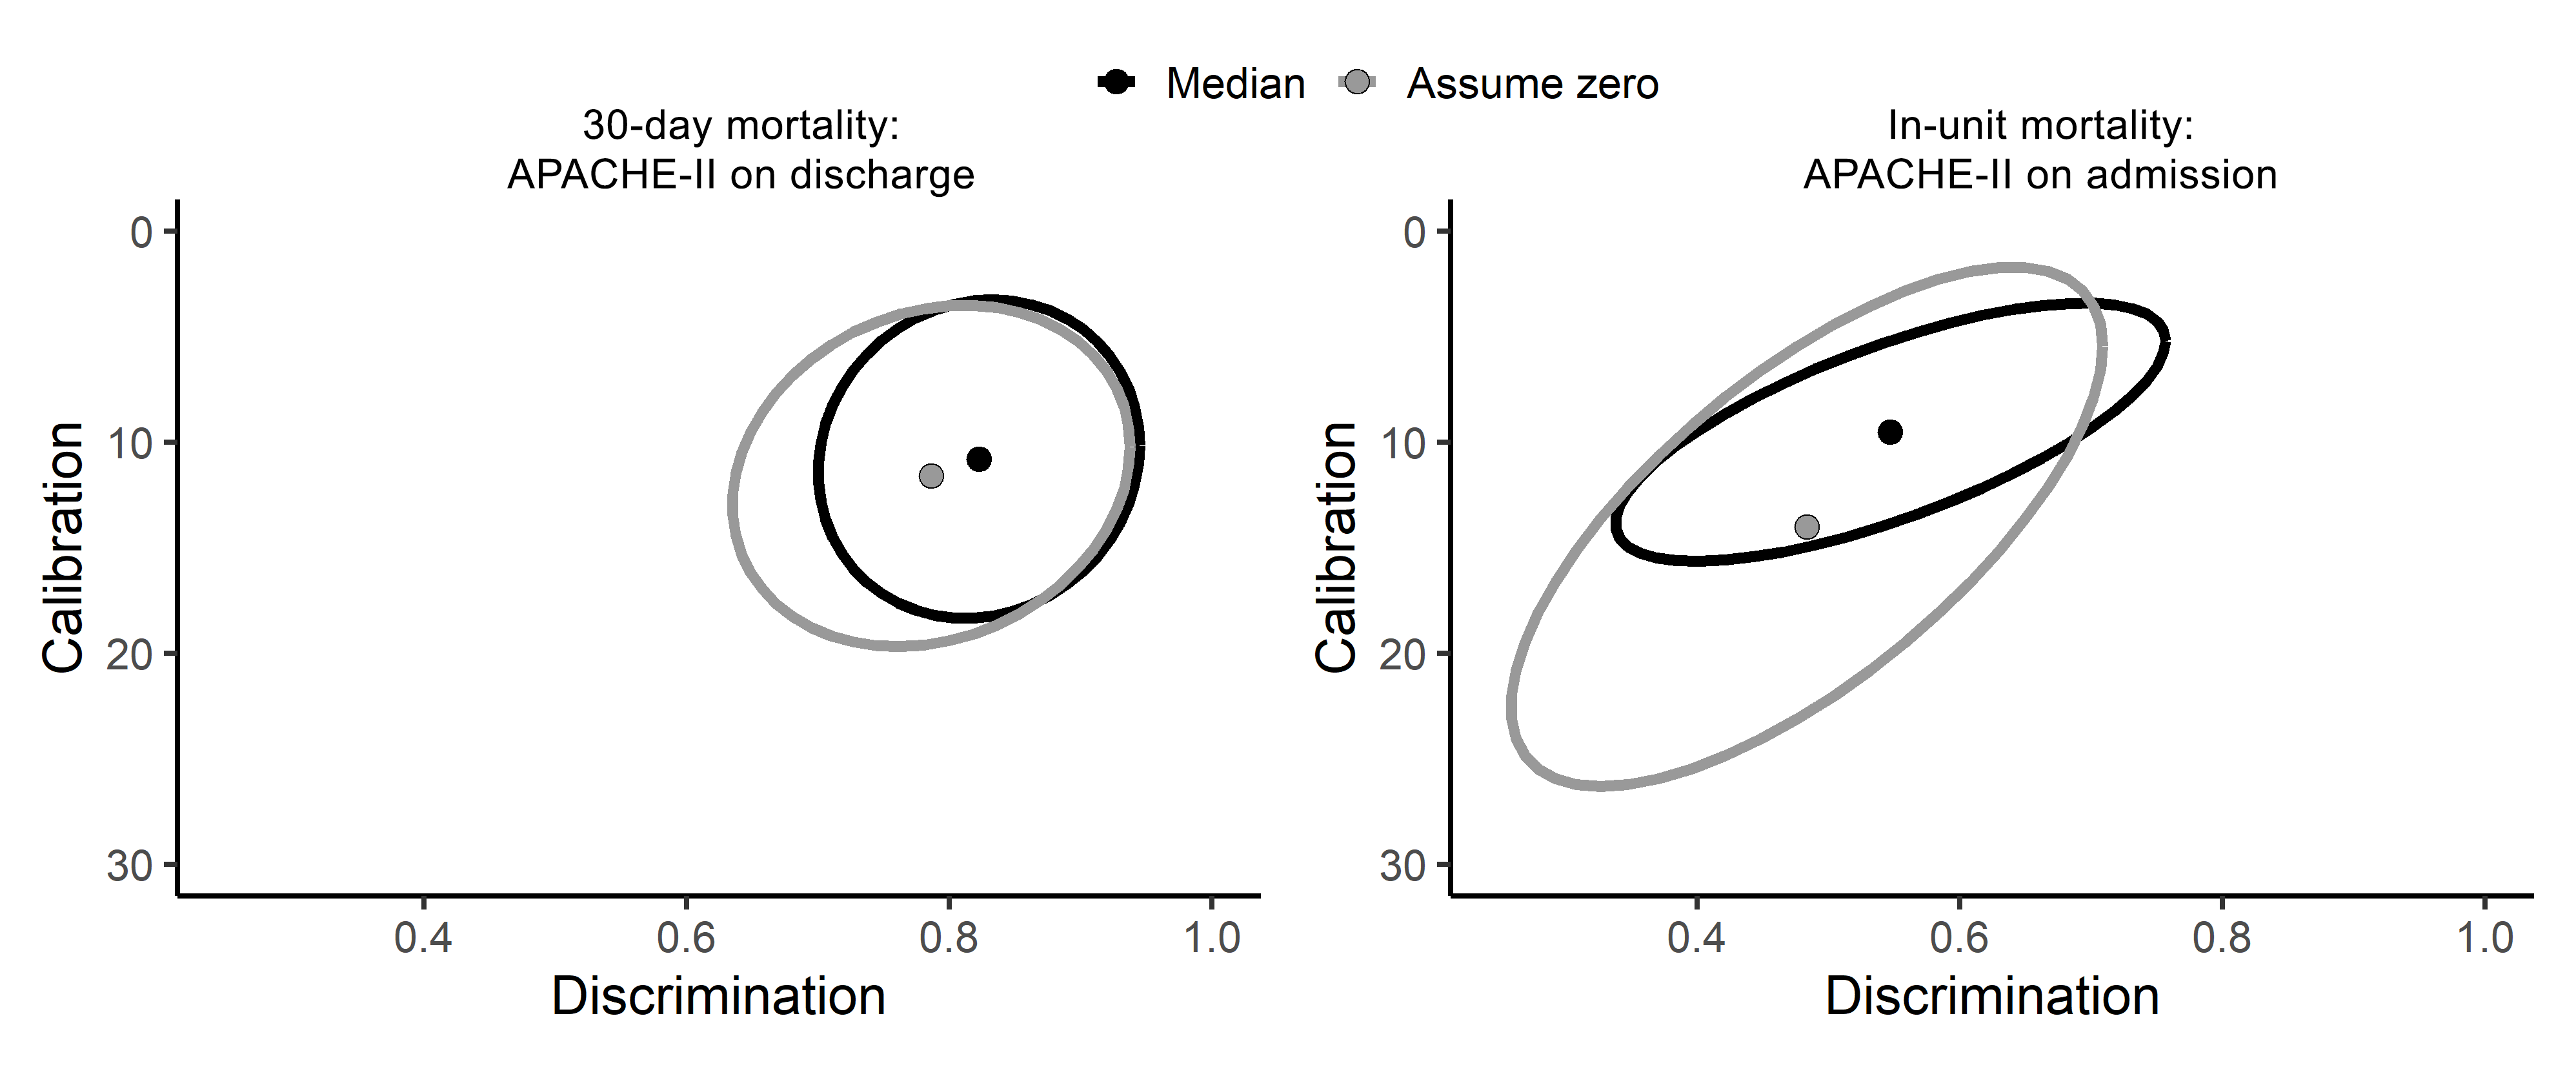 Median Assume zero
30-day mortality:
APACHE-II on discharge
0
10
20
30
Calibration
0.4 0.6 0.8 1.0
Discrimination
In-unit mortality:
APACHE-II on admission
0
10
20
30
Calibration
0.4 0.6 0.8 1.0
Discrimination